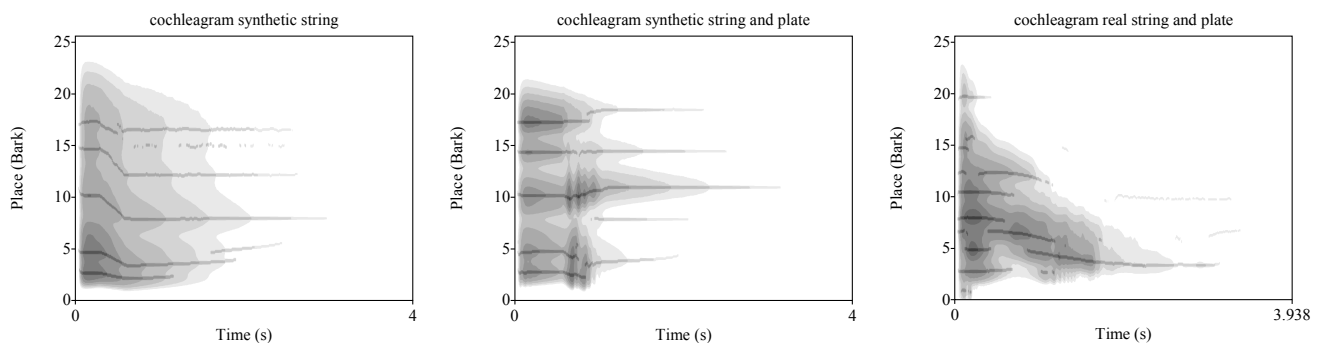 cochleagram synthetic string
25
20
15
10
5
0
Place (Bark)
0
4
Time (s)
cochleagram synthetic string and plate
25
20
15
10
5
0
Place (Bark)
0
4
Time (s)
cochleagram real string and plate
25
20
15
10
5
0
Place (Bark)
0
3.938
Time (s)